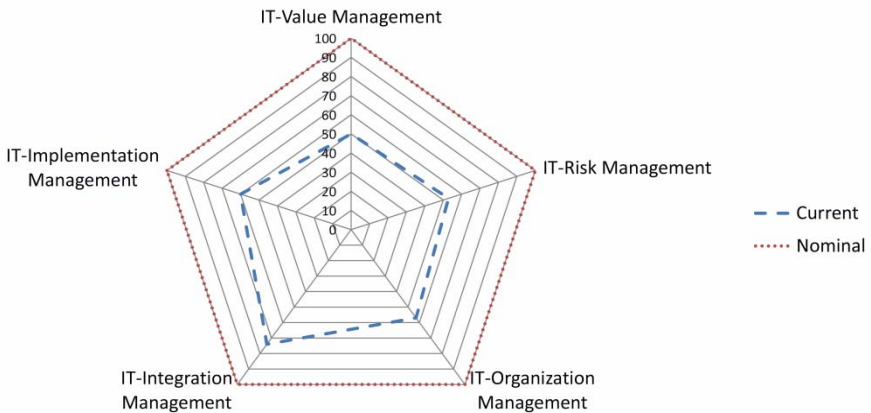 IT-Value Management
100
90
80
70
60
50
40
30
20
10
0
IT-Implementation
Management
IT-Risk Management
Current
Nominal
IT-Integration
Management
IT-Organization
Management